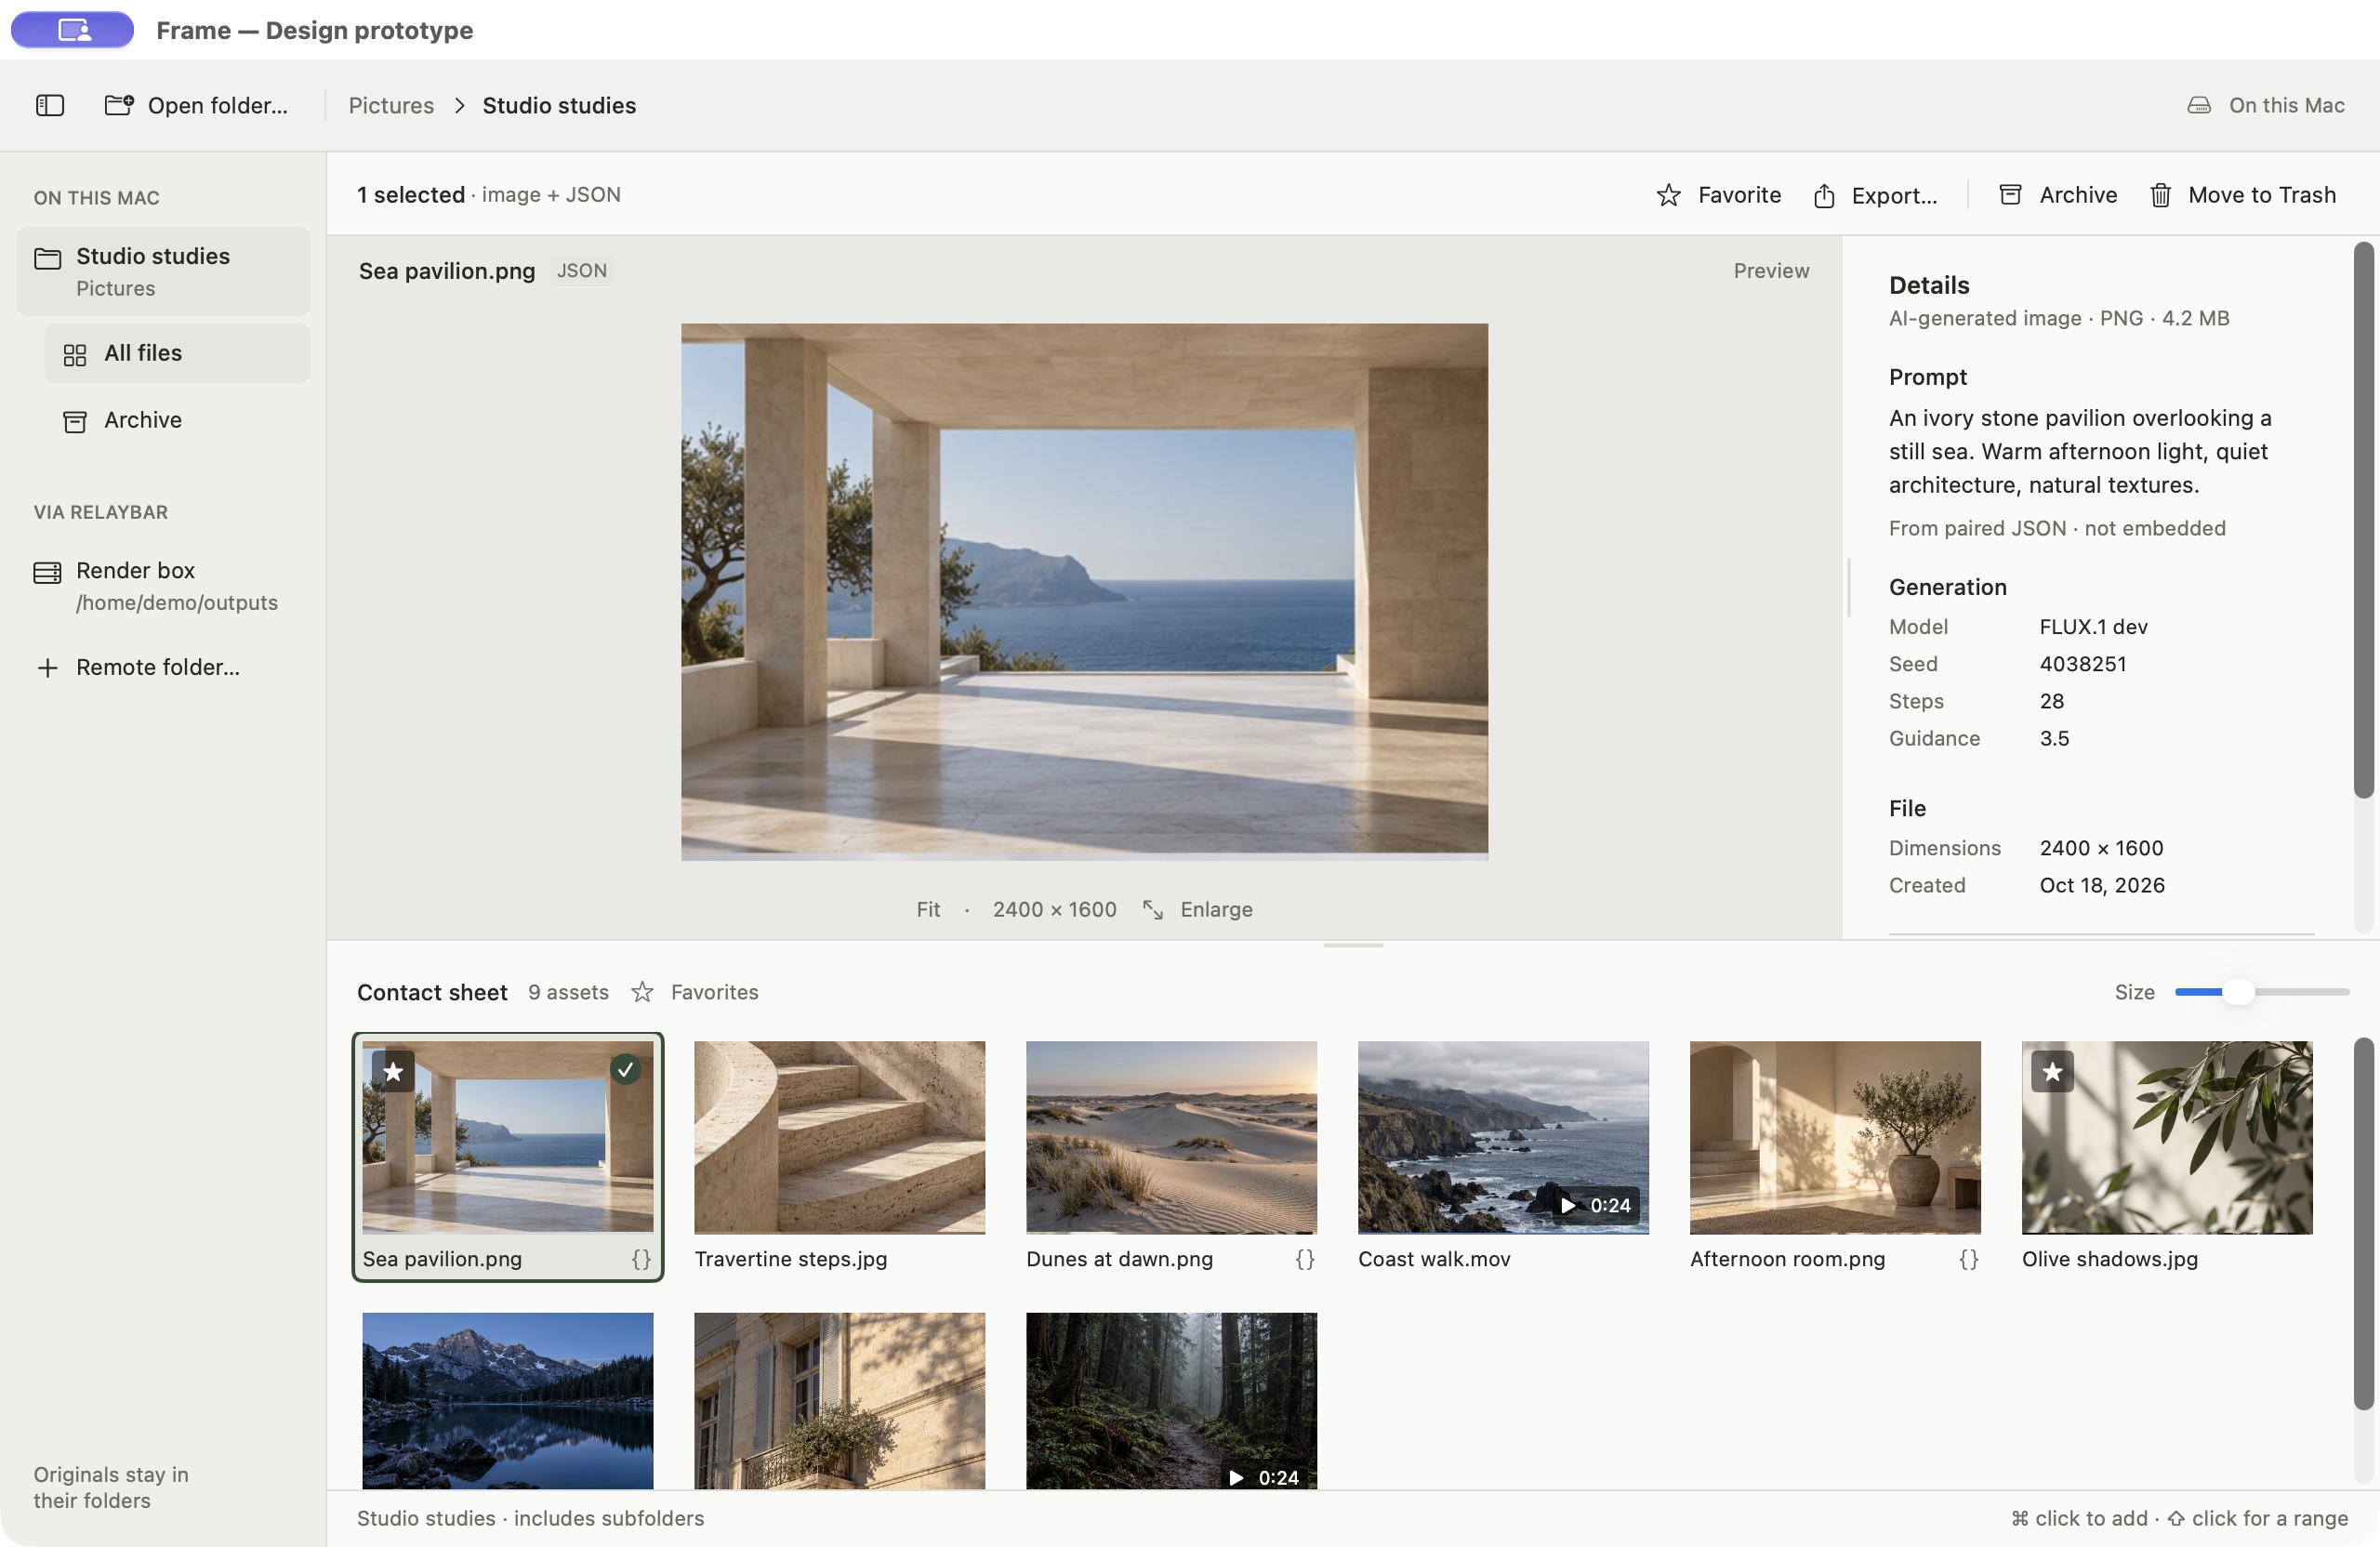 Frame — Design prototype
Open folder...
Pictures > Studio studies
On this Mac
ON THIS MAC
Studio studies
Pictures
All files
Archive
VIA RELAYBAR
Render box
/home/demo/outputs
Remote folder...
Originals stay in
their folders
1 selected · image + JSON
Favorite
Export...
Archive
Move to Trash
Sea pavilion.png JSON
Preview
Fit · 2400 × 1600 Enlarge
Details
AI-generated image · PNG · 4.2 MB
Prompt
An ivory stone pavilion overlooking a
still sea. Warm afternoon light, quiet
architecture, natural textures.
From paired JSON · not embedded
Generation
Model FLUX.1 dev
Seed 4038251
Steps 28
Guidance 3.5
File
Dimensions 2400 × 1600
Created Oct 18, 2026
Contact sheet 9 assets Favorites
Size
0:24
Sea pavilion.png {}
Travertine steps.jpg
Dunes at dawn.png {}
Coast walk.mov
Afternoon room.png {}
Olive shadows.jpg
0:24
Studio studies · includes subfolders
⌘ click to add · ⇧ click for a range